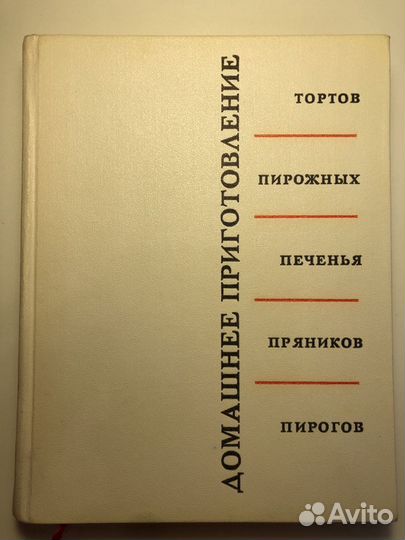 ДОМАШНЕЕ ПРИГОТОВЛЕНИЕ
ТОРТОВ
ПИРОЖНЫХ
ПЕЧЕНЬЯ
ПРЯНИКОВ
ПИРОГОВ
Avito